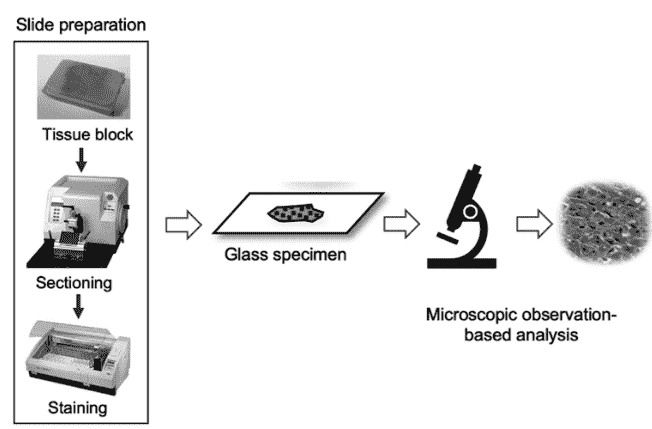 Slide preparation
Tissue block
Sectioning
Staining
Glass specimen
Microscopic observation-
based analysis